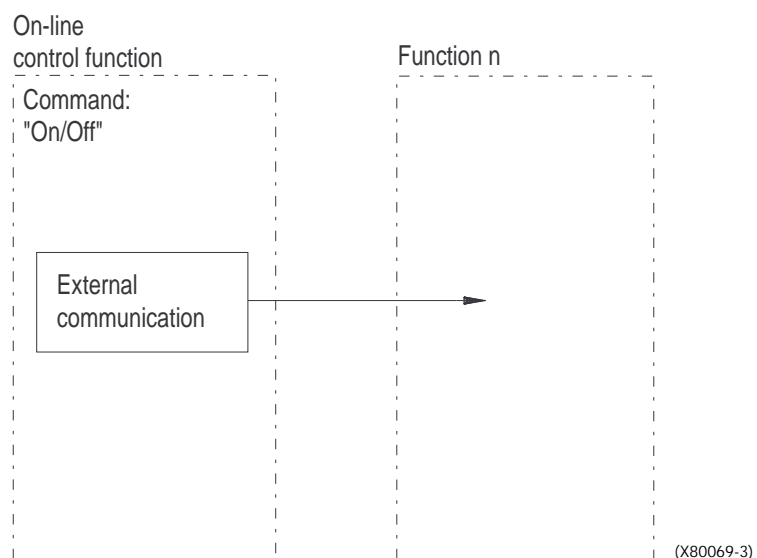 On-line
control function
Function n
Command:
"On/Off"
External
communication
(X80069-3)